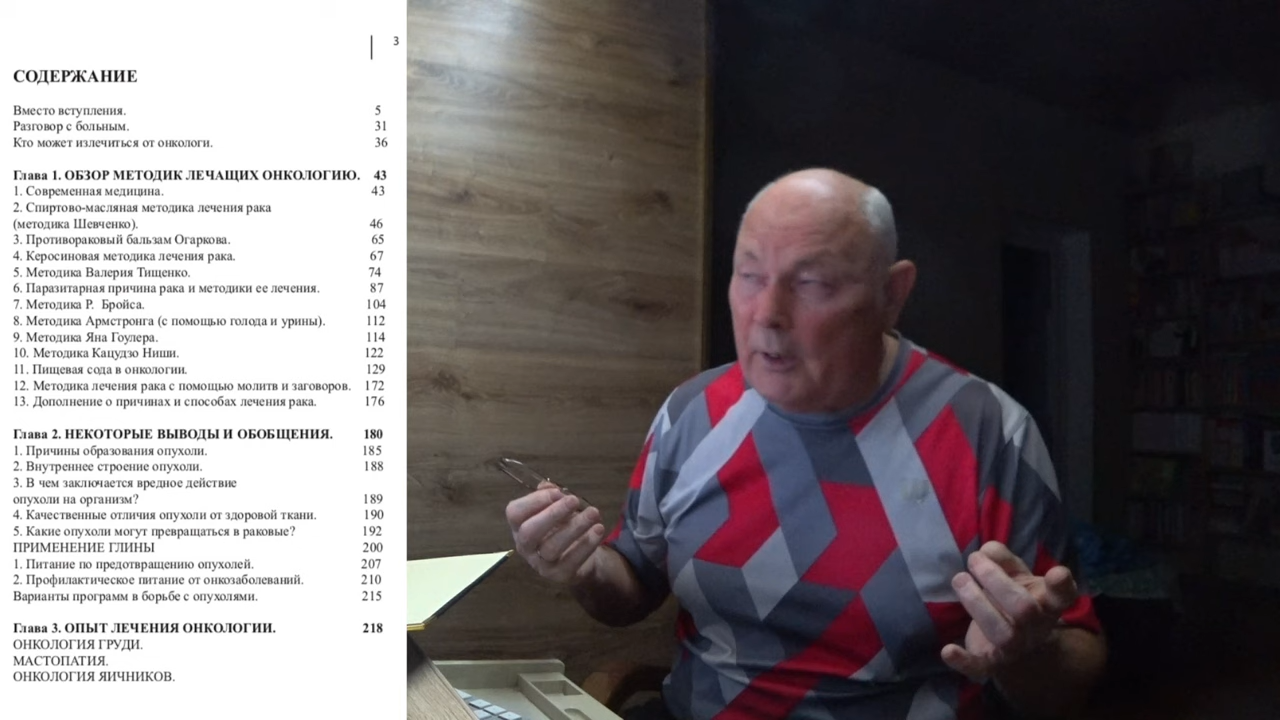 3
СОДЕРЖАНИЕ
Вместо вступления. 5
Разговор с больным. 31
Кто может излечиться от онкологи. 36
Глава 1. ОБЗОР МЕТОДИК ЛЕЧАЩИХ ОНКОЛОГИЮ. 43
1. Современная медицина. 43
2. Спиртово-масляная методика лечения рака
(методика Шевченко). 46
3. Противораковый бальзам Огаркова. 65
4. Керосиновая методика лечения рака. 67
5. Методика Валерия Тищенко. 74
6. Паразитарная причина рака и методики ее лечения. 87
7. Методика Р. Бройса. 104
8. Методика Армстронга (с помощью голода и урины). 112
9. Методика Яна Гоулера. 114
10. Методика Кацудзо Ниши. 122
11. Пищевая сода в онкологии. 129
12. Методика лечения рака с помощью молитв и заговоров. 172
13. Дополнение о причинах и способах лечения рака. 176
Глава 2. НЕКОТОРЫЕ ВЫВОДЫ И ОБОБЩЕНИЯ. 180
1. Причины образования опухоли. 185
2. Внутреннее строение опухоли. 188
3. В чем заключается вредное действие
опухоли на организм? 189
4. Качественные отличия опухоли от здоровой ткани. 190
5. Какие опухоли могут превращаться в раковые? 192
ПРИМЕНЕНИЕ ГЛИНЫ 200
1. Питание по предотвращению опухолей. 207
2. Профилактическое питание от онкозаболеваний. 210
Варианты программ в борьбе с опухолями. 215
Глава 3. ОПЫТ ЛЕЧЕНИЯ ОНКОЛОГИИ. 218
ОНКОЛОГИЯ ГРУДИ.
МАСТОПАТИЯ.
ОНКОЛОГИЯ ЯИЧНИКОВ.